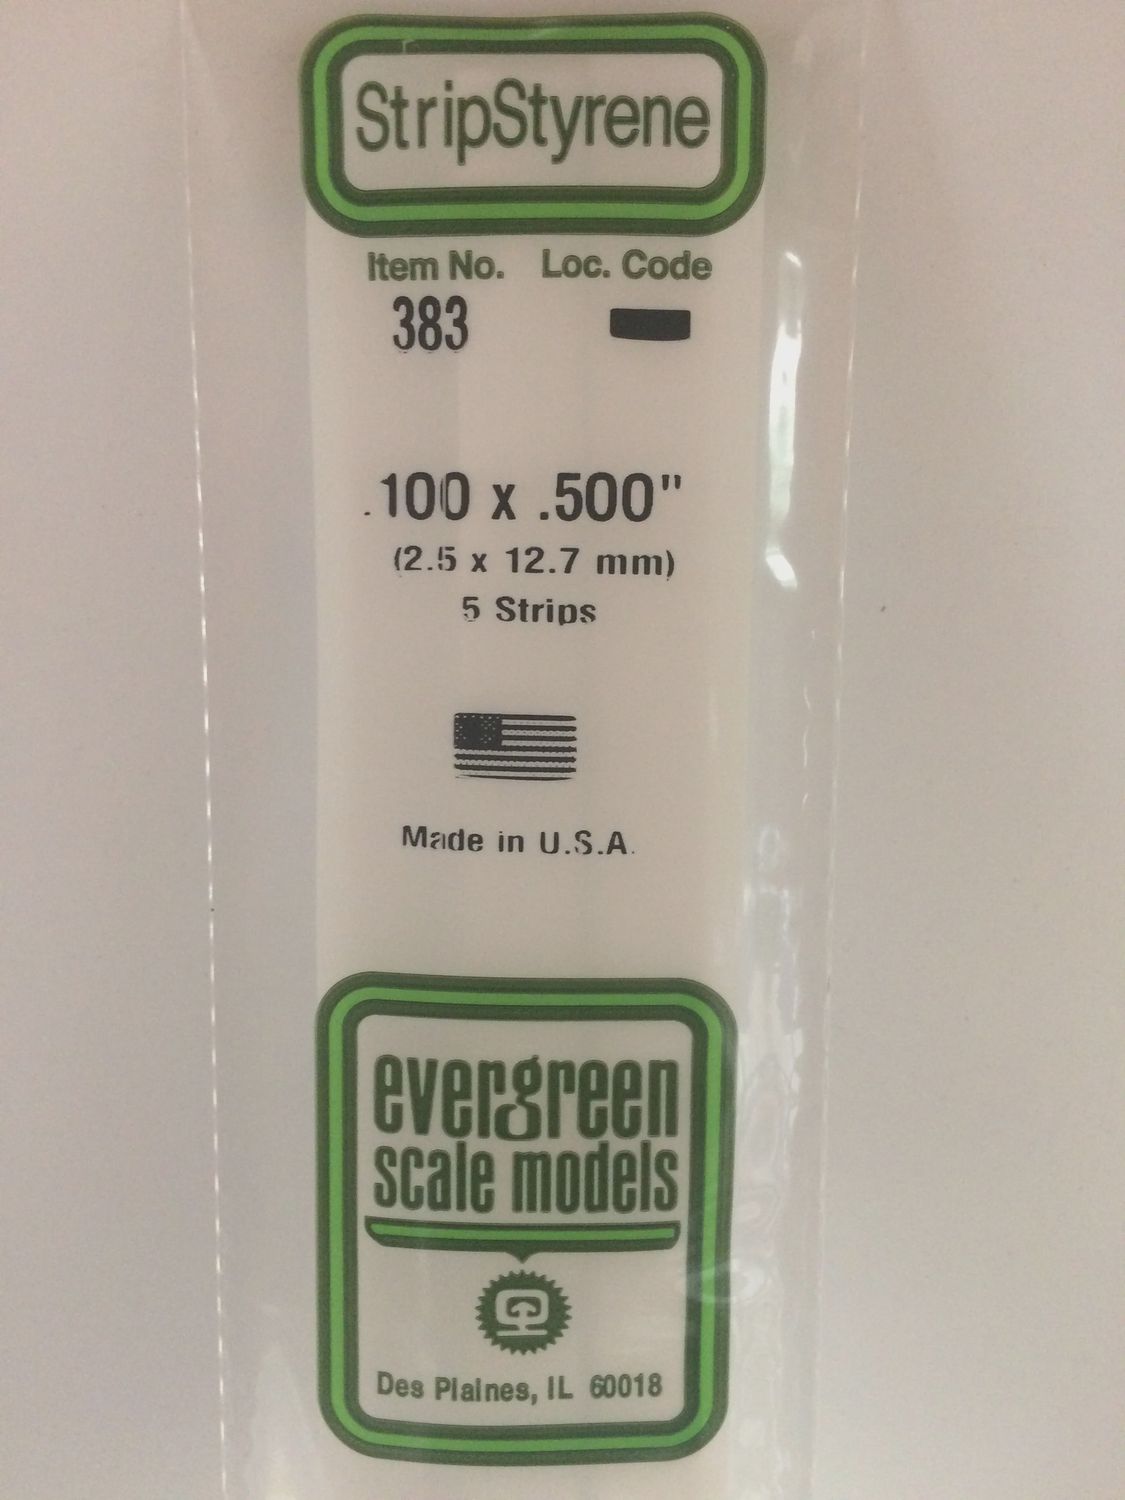 StripStyrene
Item No. Loc. Code
383
.100 x .500"
(2.5 x 12.7 mm)
5 Strips
Made in U.S.A.
evergreen
scale models
Des Plaines, IL 60018